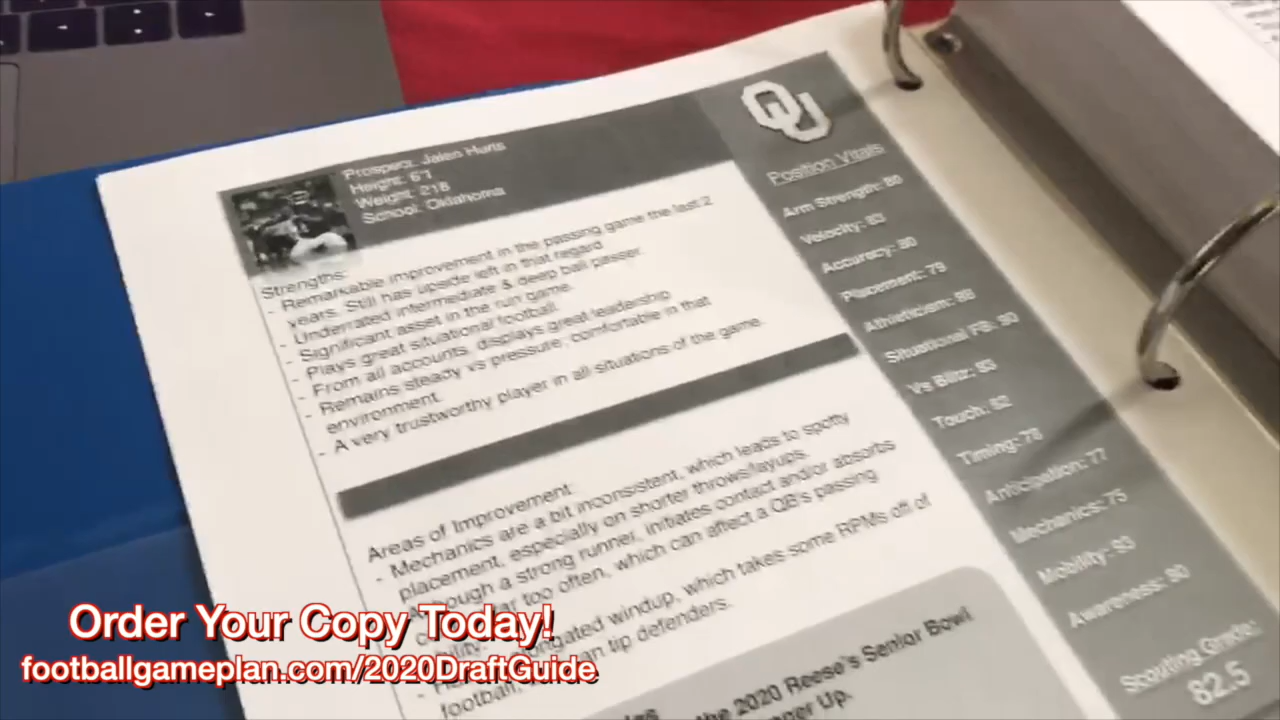 Prospect: Jalen Hurts
Height: 6'1
Weight: 218
School: Oklahoma
Strengths:
- Remarkable improvement in the passing game the last 2
years. Still has upside left in that regard
- Underrated intermediate & deep ball passer.
- Significant asset in the run game.
- Plays great situational football.
- From all accounts, displays great leadership
- Remains steady vs pressure, comfortable in that
environment.
- A very trustworthy player in all situations of the game.
Areas of Improvement:
- Mechanics are a bit inconsistent, which leads to spotty
placement, especially on shorter throws/layups.
- Although a strong runner, initiates contact and/or absorbs
far too often, which can affect a QB's passing
ability.
elongated windup, which takes some RPMs off of
football, can tip defenders.
the 2020 Reese's Senior Bowl
Up.
OU
Position Vitals
Arm Strength: 80
Velocity: 83
Accuracy: 80
Placement: 79
Athleticism: 88
Situational FB: 90
Vs Blitz: 83
Touch: 82
Timing: 78
Anticipation: 77
Mechanics: 75
Mobility: 93
Awareness: 80
Scouting Grade:
82.5
Order Your Copy Today!
footballgameplan.com/2020DraftGuide